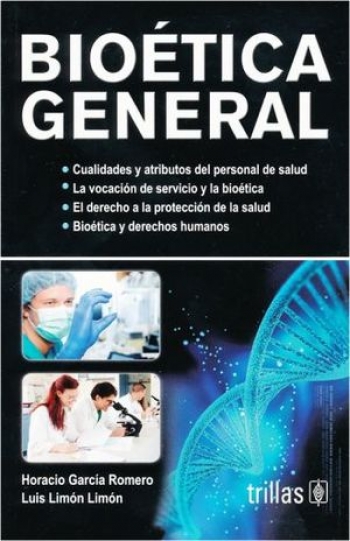 BIOÉTICA
GENERAL
• Cualidades y atributos del personal de salud
• La vocación de servicio y la bioética
• El derecho a la protección de la salud
• Bioética y derechos humanos
Horacio García Romero
Luis Limón Limón
trillas